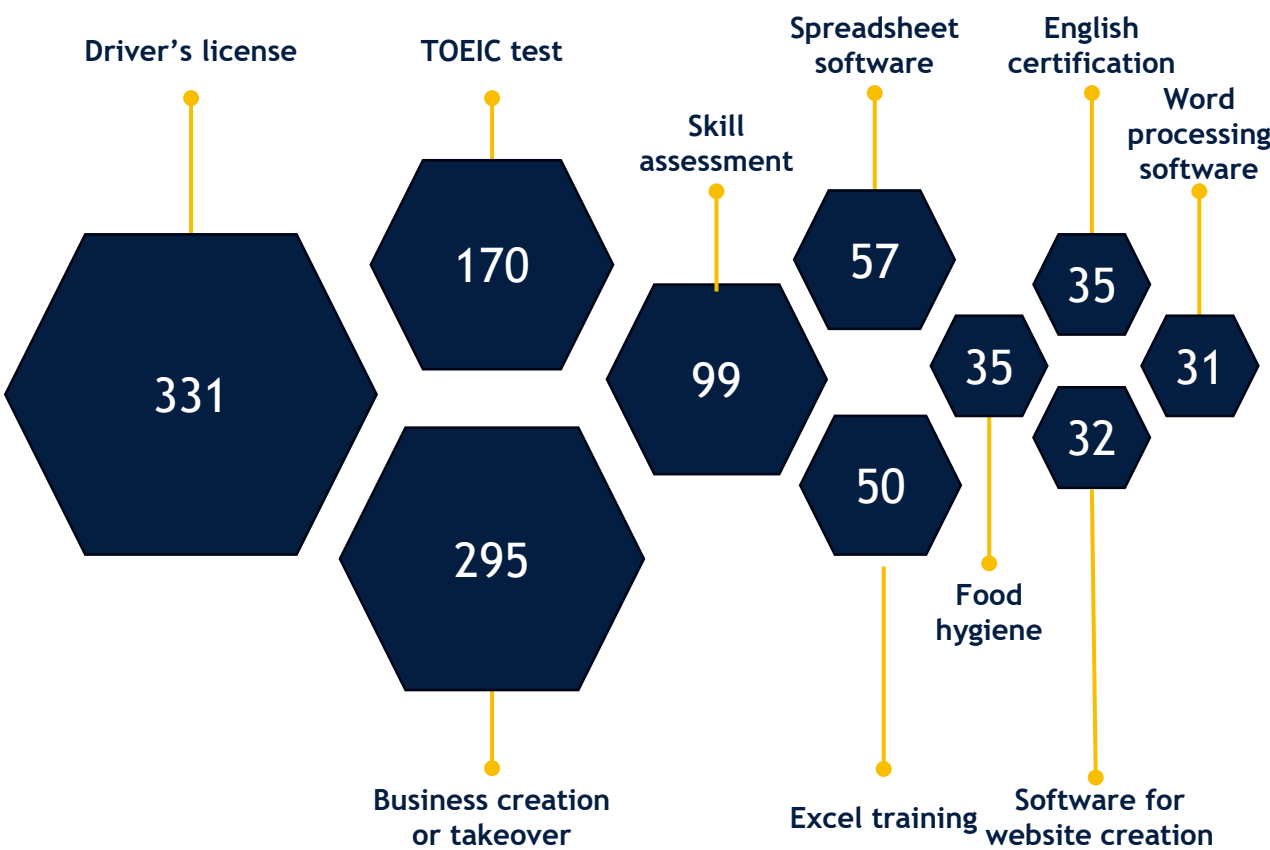 Driver’s license
331
TOEIC test
170
295
Business creation
or takeover
Skill
assessment
99
Spreadsheet
software
57
50
Excel training
35
Food
hygiene
English
certification
35
32
Software for
website creation
Word
processing
software
31